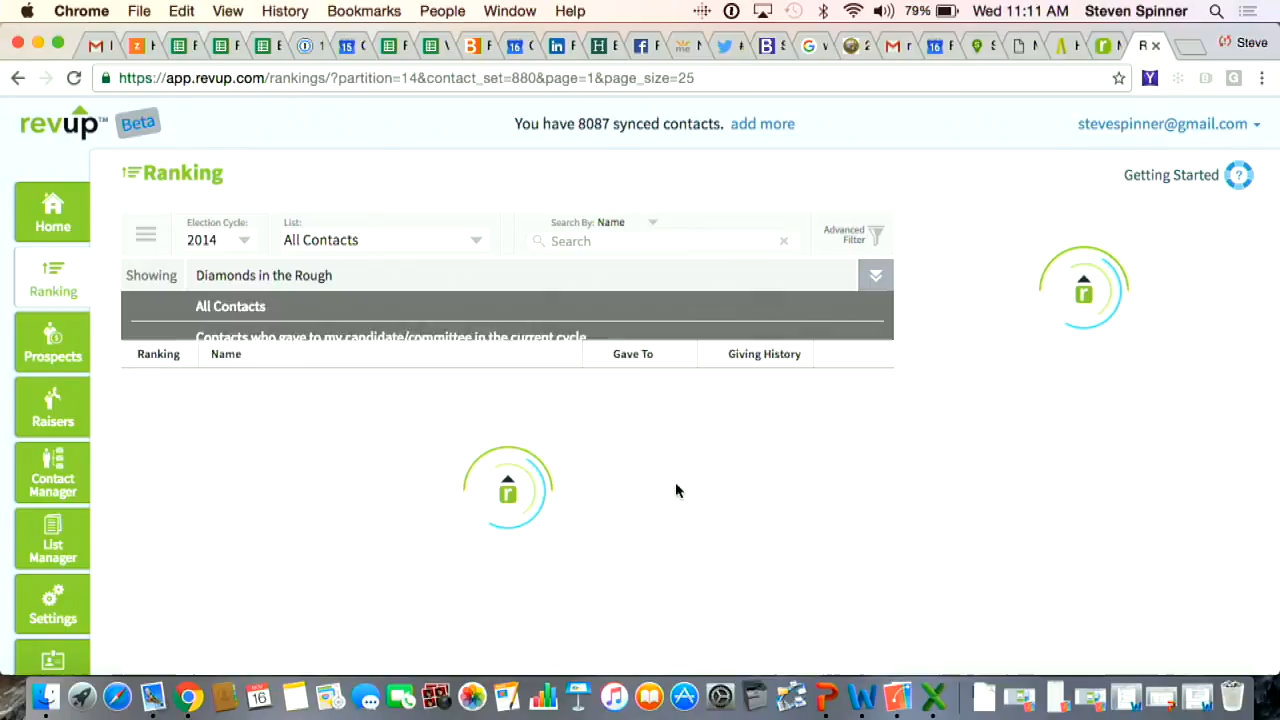 Chrome File Edit View History Bookmarks People Window Help 79% Wed 11:11 AM Steven Spinner
Steve
https://app.revup.com/rankings/?partition=14&contact_set=880&page=1&page_size=25
revup™ Beta
You have 8087 synced contacts. add more
stevespinner@gmail.com
Ranking
Getting Started ?
Home
Election Cycle:
2014
List:
All Contacts
Search By: Name
Search
Advanced
Filter
Showing Diamonds in the Rough
Ranking
All Contacts
Contacts who gave to my candidate/committee in the current cycle
Ranking Name Gave To Giving History
Prospects
Raisers
Contact
Manager
List
Manager
Settings